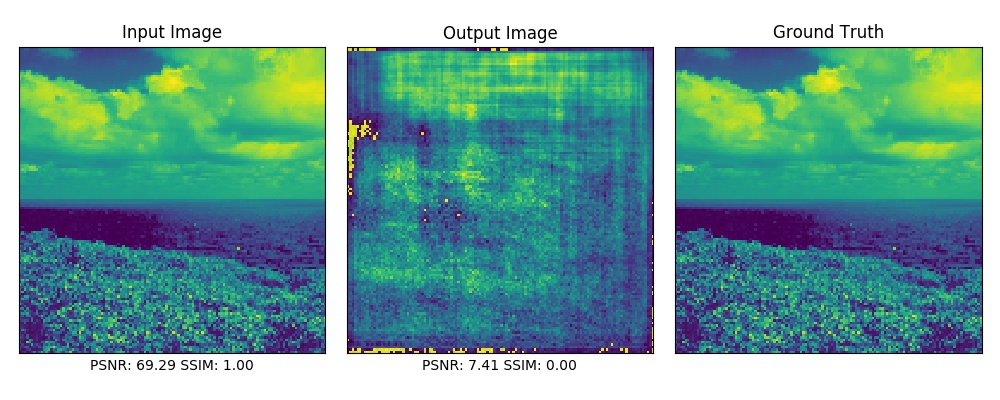 Input Image
Output Image
Ground Truth
PSNR: 69.29 SSIM: 1.00
PSNR: 7.41 SSIM: 0.00